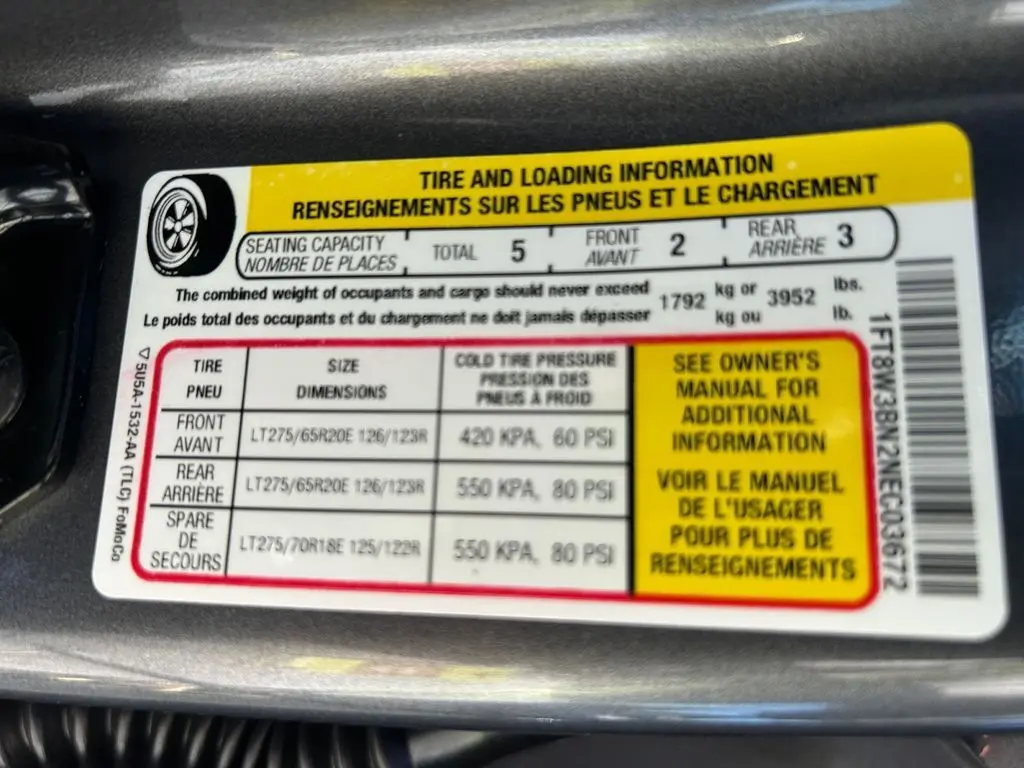 TIRE AND LOADING INFORMATION
RENSEIGNEMENTS SUR LES PNEUS ET LE CHARGEMENT
SEATING CAPACITY TOTAL 5 FRONT 2 REAR 3
NOMBRE DE PLACES AVANT ARRIÈRE
The combined weight of occupants and cargo should never exceed 1792 kg or 3952 lbs.
Le poids total des occupants et du chargement ne doit jamais dépasser kg ou lb.
TIRE SIZE COLD TIRE PRESSURE
PNEU DIMENSIONS PRESSION DES
PNEUS À FROID
FRONT
AVANT LT275/65R20E 126/123R 420 KPA, 60 PSI
REAR
ARRIÈRE LT275/65R20E 126/123R 550 KPA, 80 PSI
SPARE
DE
SECOURS LT275/70R18E 125/122R 550 KPA, 80 PSI
SEE OWNER'S
MANUAL FOR
ADDITIONAL
INFORMATION
VOIR LE MANUEL
DE L'USAGER
POUR PLUS DE
RENSEIGNEMENTS
5U5A-1532-AA (TLC) FoMoCo
1FT8W3BN2NEC03672